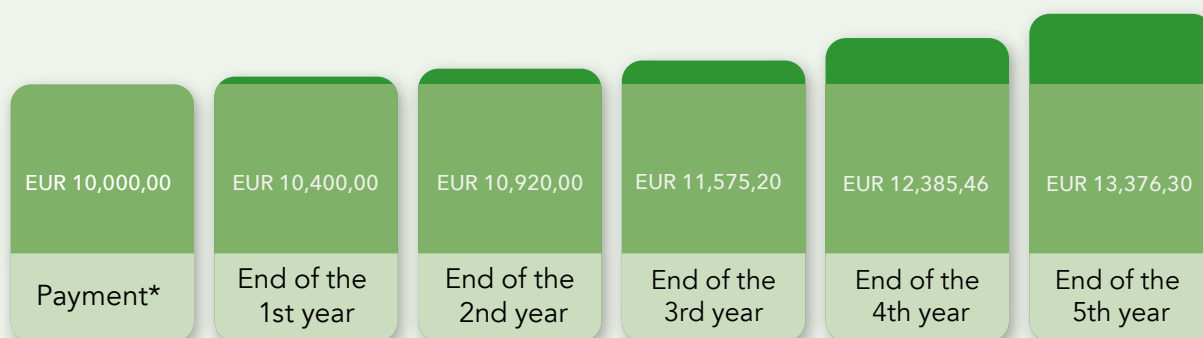 EUR 10,000,00
EUR 10,400,00
EUR 10,920,00
EUR 11,575,20
EUR 12,385,46
EUR 13,376,30
Payment*
End of the
1st year
End of the
2nd year
End of the
3rd year
End of the
4th year
End of the
5th year